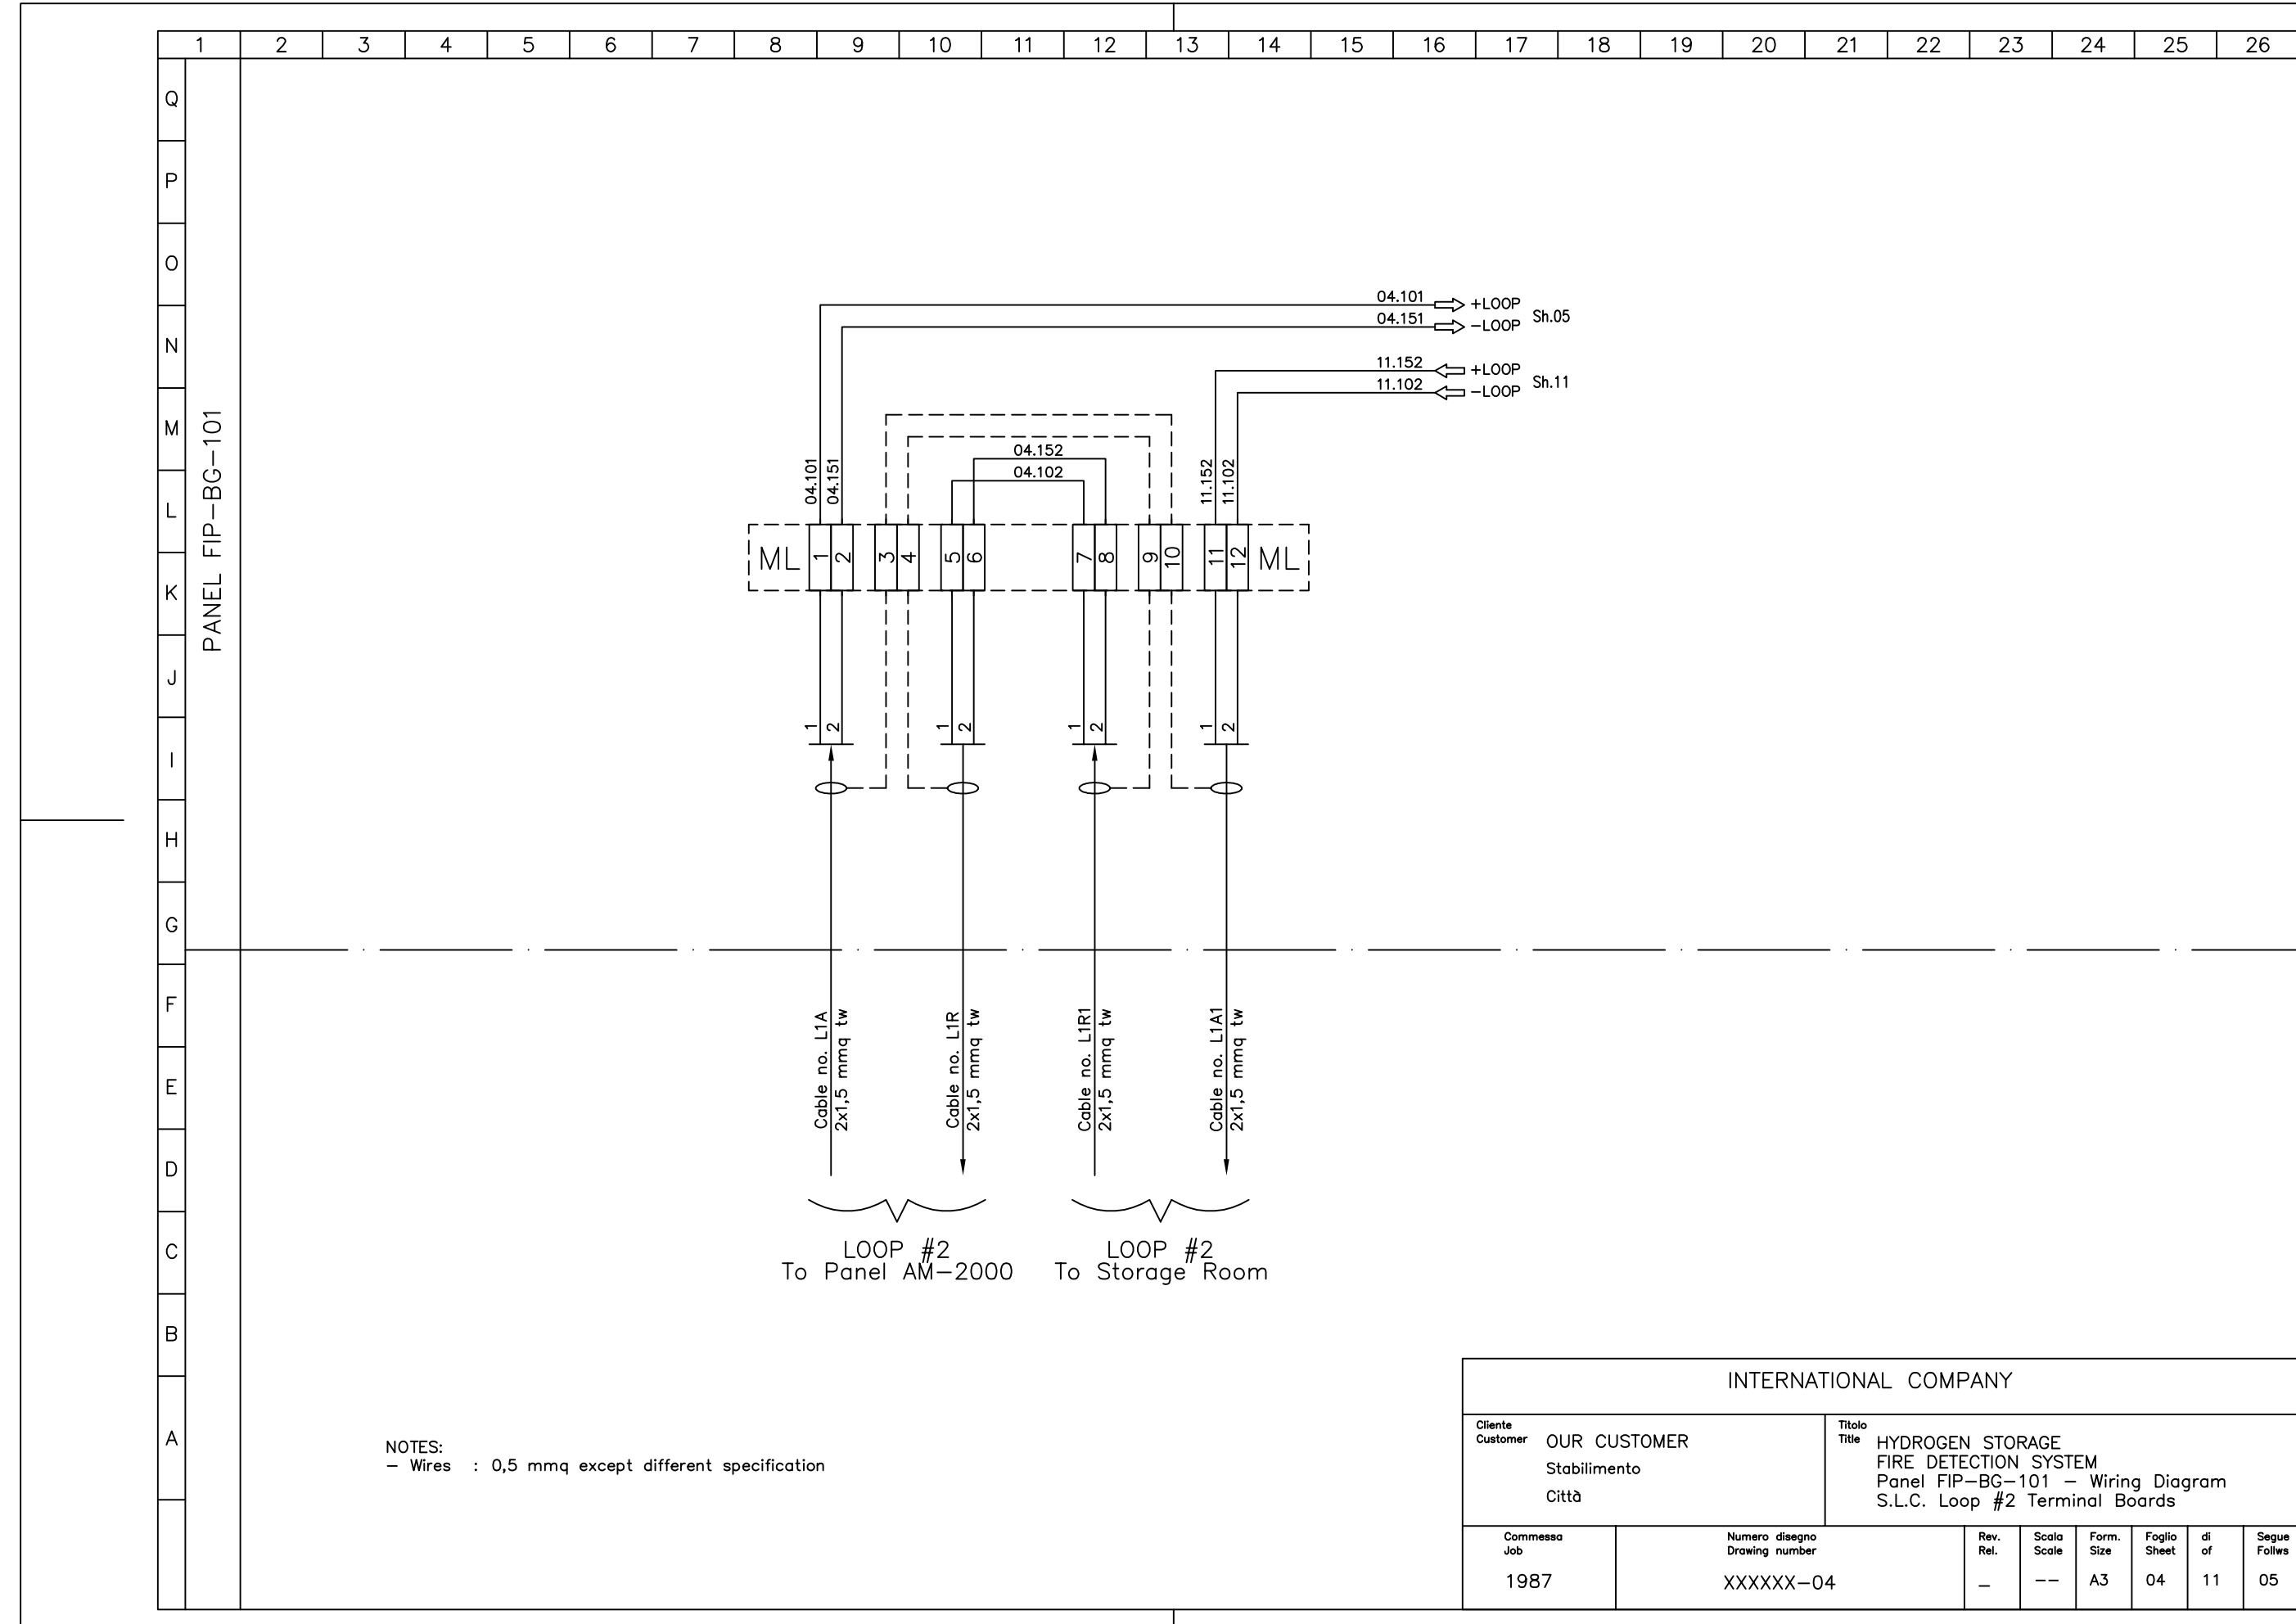 1 2 3 4 5 6 7 8 9 10 11 12 13 14 15 16 17 18 19 20 21 22 23 24 25 26
Q
P
O
N
M
L
K
J
I
H
G
F
E
D
C
B
A
PANEL FIP-BG-101
04.101 +LOOP
04.151 -LOOP
Sh.05
11.152 +LOOP
11.102 -LOOP
Sh.11
04.152
04.102
04.101
04.151
11.152
11.102
ML 1 2 3 4 5 6 7 8 9 10 11 12 ML
1 2 1 2 1 2 1 2
Cable no. L1A
2x1,5 mmq tw
Cable no. L1R
2x1,5 mmq tw
Cable no. L1R1
2x1,5 mmq tw
Cable no. L1A1
2x1,5 mmq tw
LOOP #2
To Panel AM-2000
LOOP #2
To Storage Room
NOTES:
- Wires : 0,5 mmq except different specification
INTERNATIONAL COMPANY
Cliente
Customer
OUR CUSTOMER
Stabilimento
Città
Titolo
Title
HYDROGEN STORAGE
FIRE DETECTION SYSTEM
Panel FIP-BG-101 - Wiring Diagram
S.L.C. Loop #2 Terminal Boards
Commessa
Job
1987
Numero disegno
Drawing number
XXXXXX-04
Rev.
Rel.
_
Scala
Scale
--
Form.
Size
A3
Foglio
Sheet
04
di
of
11
Segue
Follws
05